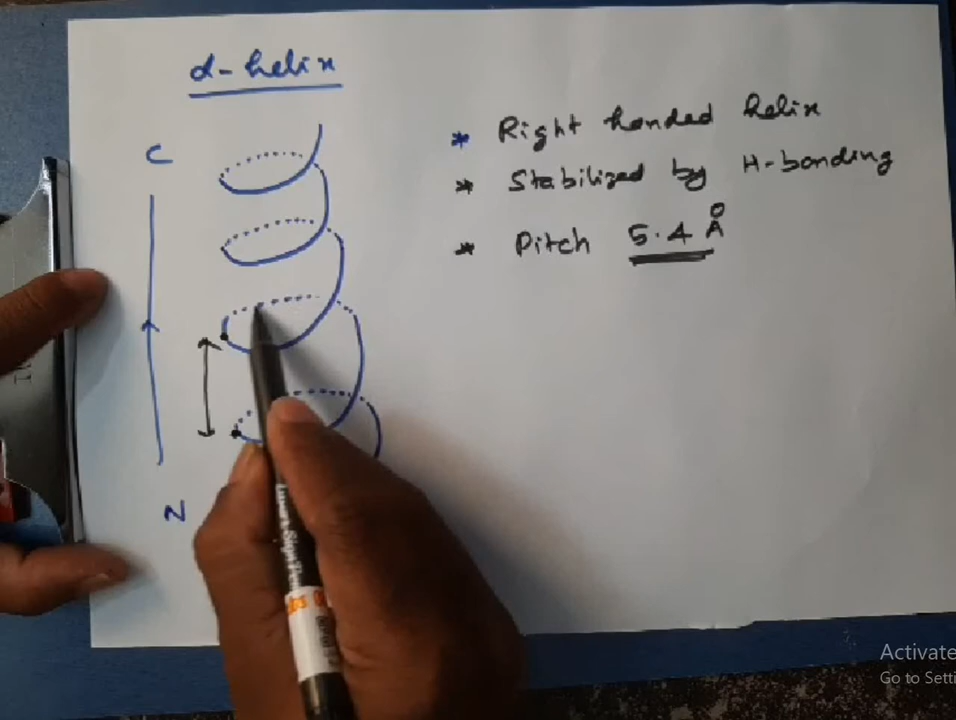 α-helix
C
* Right handed helix
* Stabilized by H-bonding
* Pitch 5.4 Å
N
Activate
Go to Setti